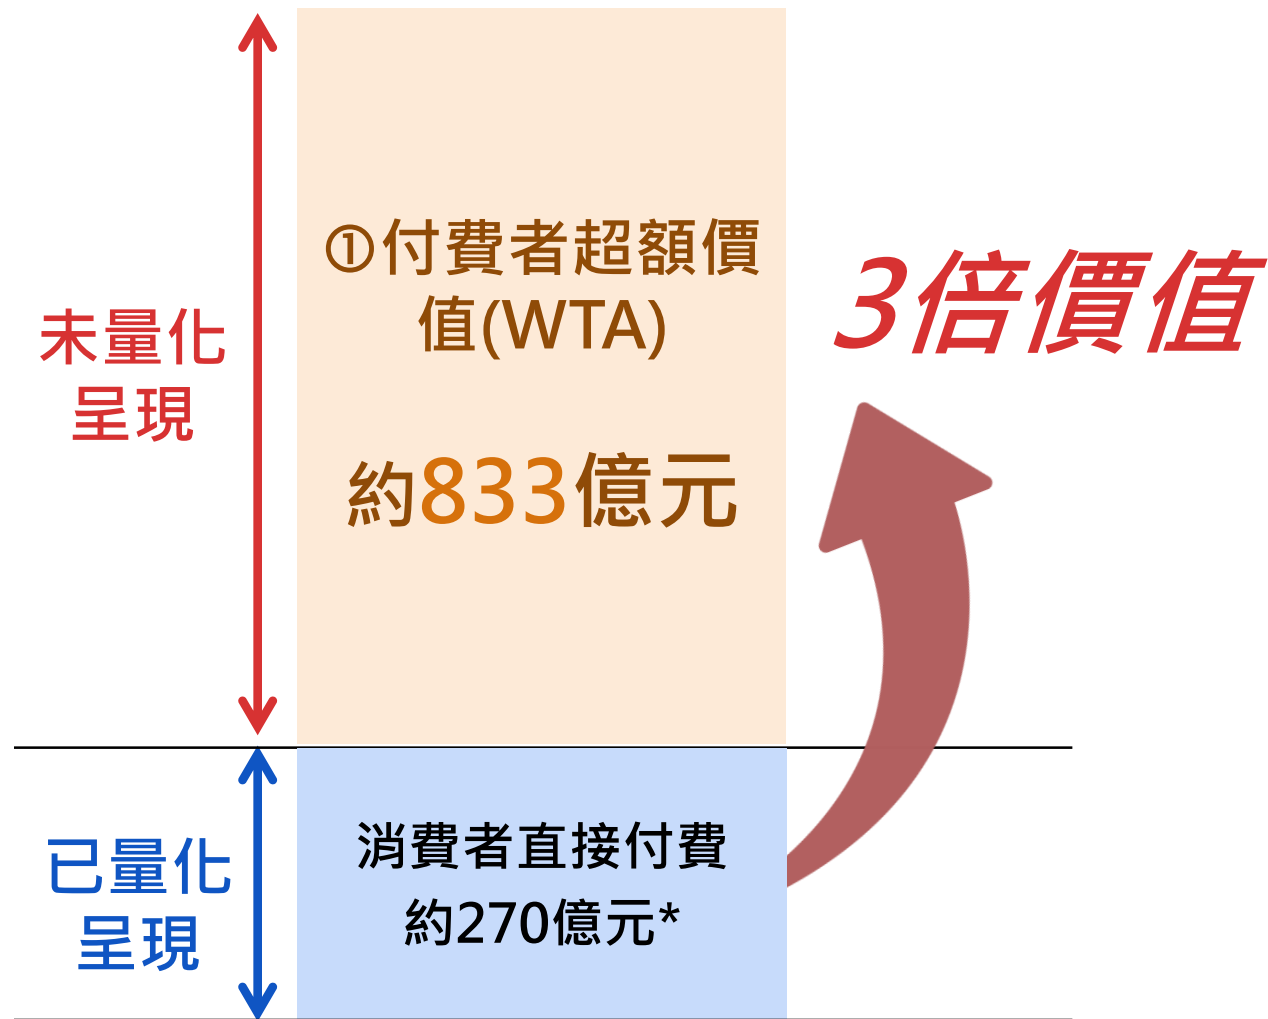 ①付費者超額價
值(WTA)
約833億元
3倍價值
未量化
呈現
已量化
呈現
消費者直接付費
約270億元*